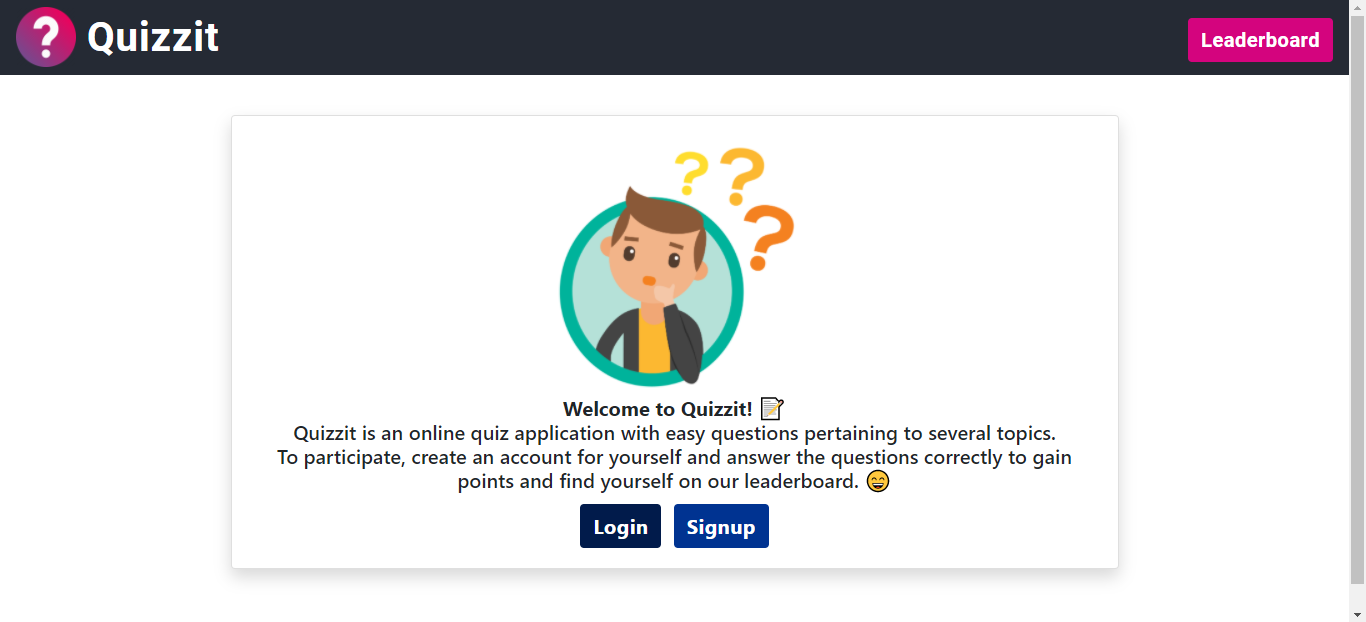 Quizzit
Leaderboard
Welcome to Quizzit! 📝
Quizzit is an online quiz application with easy questions pertaining to several topics.
To participate, create an account for yourself and answer the questions correctly to gain
points and find yourself on our leaderboard. 😄
Login
Signup